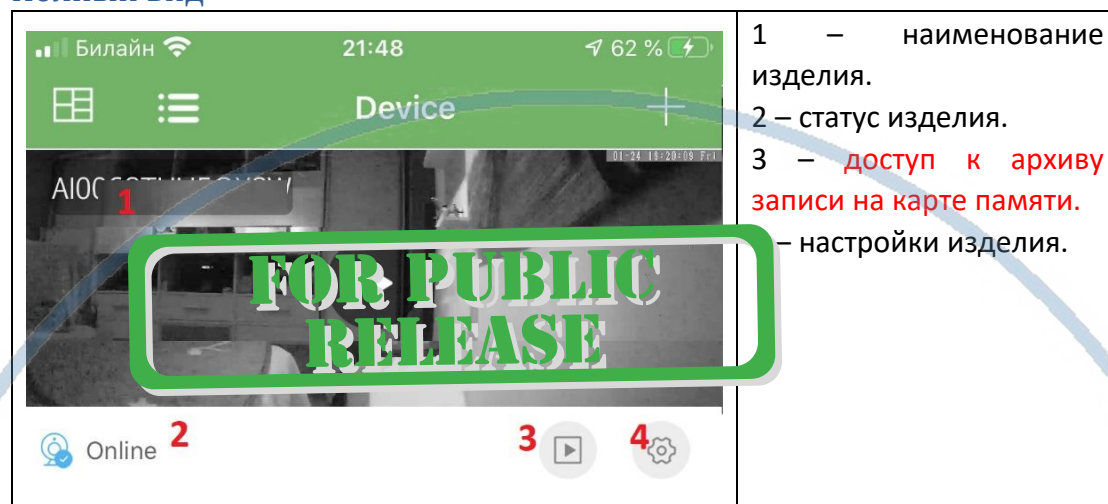 Билайн 21:48 62 %
Device
01-24 18:20:09 Fri
1
FOR PUBLIC
RELEASE
Online 2 3 4
1 – наименование
изделия.
2 – статус изделия.
3 – доступ к архиву
записи на карте памяти.
– настройки изделия.